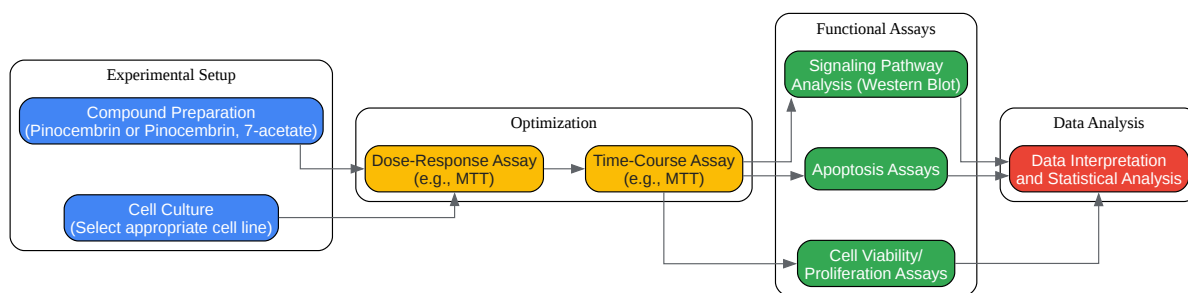 Experimental Setup
Compound Preparation
(Pinocembrin or Pinocembrin, 7-acetate)
Cell Culture
(Select appropriate cell line)
Optimization
Dose-Response Assay
(e.g., MTT)
Time-Course Assay
(e.g., MTT)
Functional Assays
Signaling Pathway
Analysis (Western Blot)
Apoptosis Assays
Cell Viability/
Proliferation Assays
Data Analysis
Data Interpretation
and Statistical Analysis